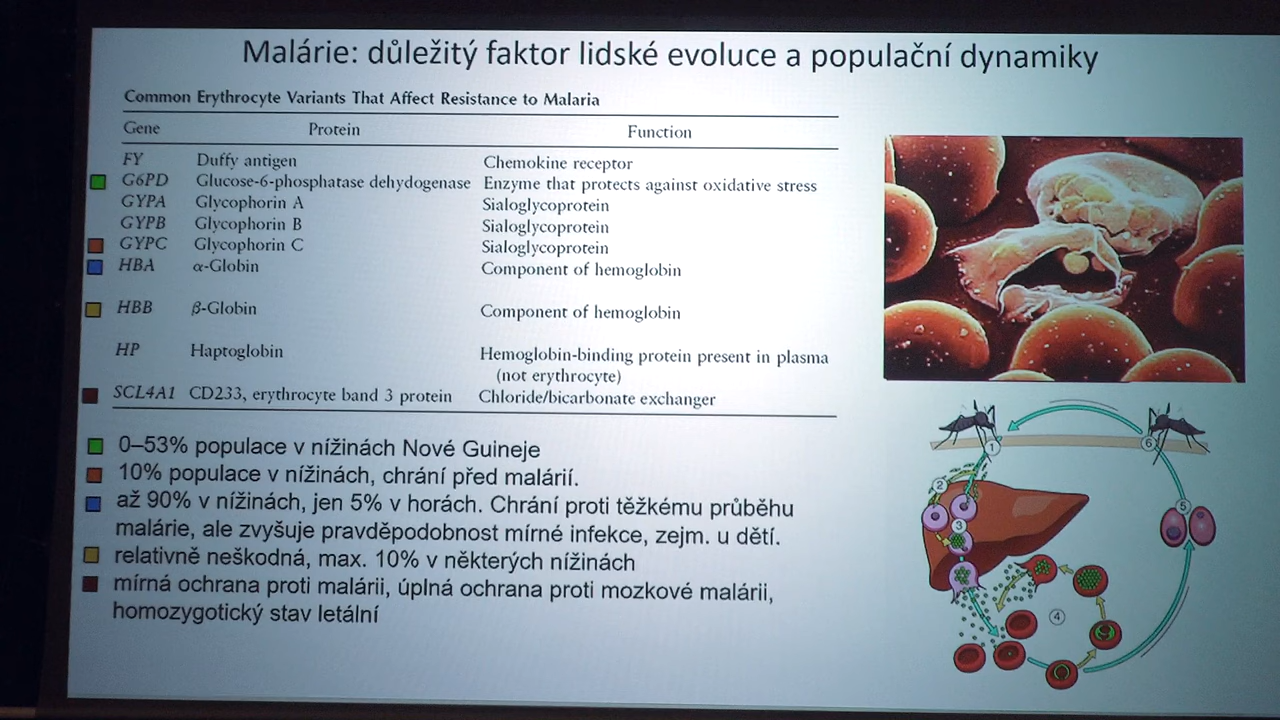 Malárie: důležitý faktor lidské evoluce a populační dynamiky
Common Erythrocyte Variants That Affect Resistance to Malaria
Gene Protein Function
FY Duffy antigen Chemokine receptor
G6PD Glucose-6-phosphatase dehydogenase Enzyme that protects against oxidative stress
GYPA Glycophorin A Sialoglycoprotein
GYPB Glycophorin B Sialoglycoprotein
GYPC Glycophorin C Sialoglycoprotein
HBA α-Globin Component of hemoglobin
HBB β-Globin Component of hemoglobin
HP Haptoglobin Hemoglobin-binding protein present in plasma
(not erythrocyte)
SCL4A1 CD233, erythrocyte band 3 protein Chloride/bicarbonate exchanger
0–53% populace v nížinách Nové Guineje
10% populace v nížinách, chrání před malárií.
až 90% v nížinách, jen 5% v horách. Chrání proti těžkému průběhu
malárie, ale zvyšuje pravděpodobnost mírné infekce, zejm. u dětí.
relativně neškodná, max. 10% v některých nížinách
mírná ochrana proti malárii, úplná ochrana proti mozkové malárii,
homozygotický stav letální
1
6
2
3
5
4